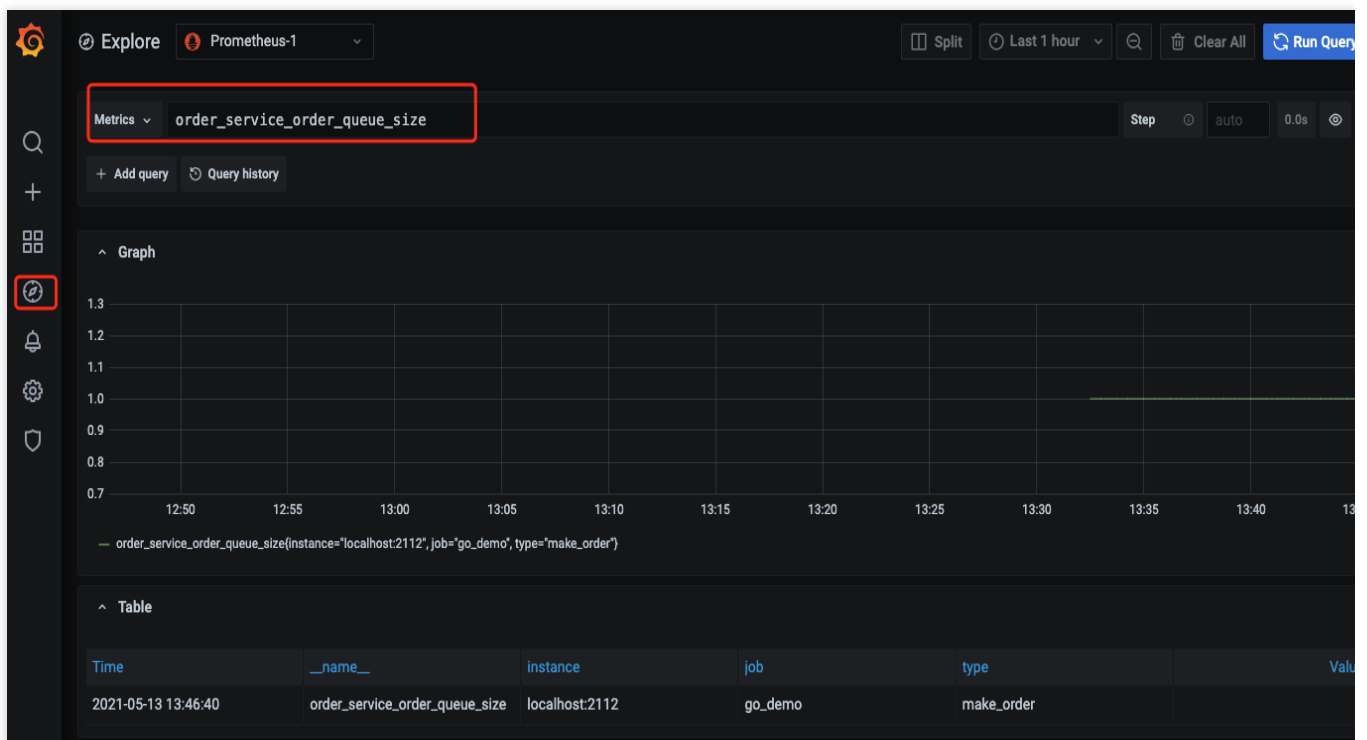 Explore Prometheus-1 Split Last 1 hour Clear All Run Query
Metrics order_service_order_queue_size Step auto 0.0s
+ Add query Query history
Graph
1.3
1.2
1.1
1.0
0.9
0.8
0.7
12:50 12:55 13:00 13:05 13:10 13:15 13:20 13:25 13:30 13:35 13:40 13
order_service_order_queue_size{instance="localhost:2112", job="go_demo", type="make_order"}
Table
Time __name__ instance job type Valu
2021-05-13 13:46:40 order_service_order_queue_size localhost:2112 go_demo make_order